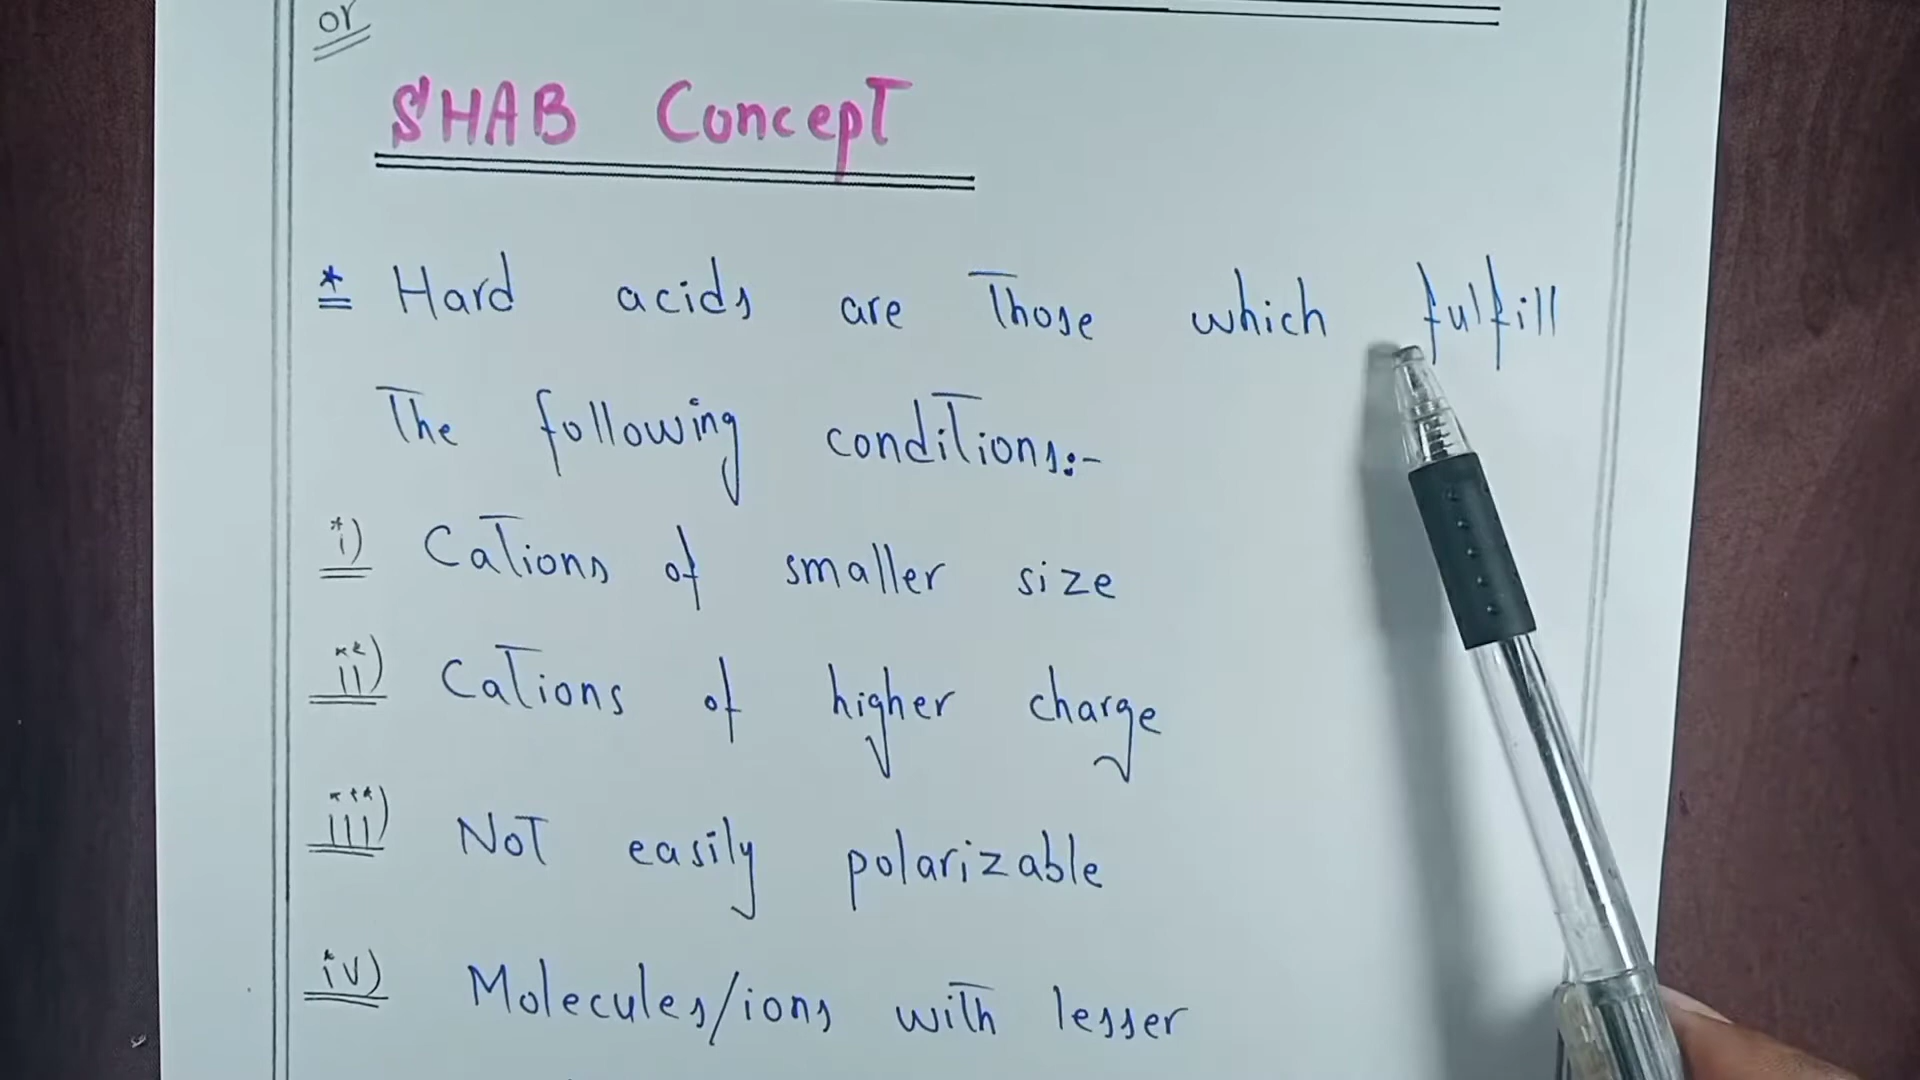 or
SHAB Concept
* Hard acids are Those which fulfill
The following conditions:-
i) Cations of smaller size
ii) Cations of higher charge
iii) Not easily polarizable
iv) Molecules/ions with lesser